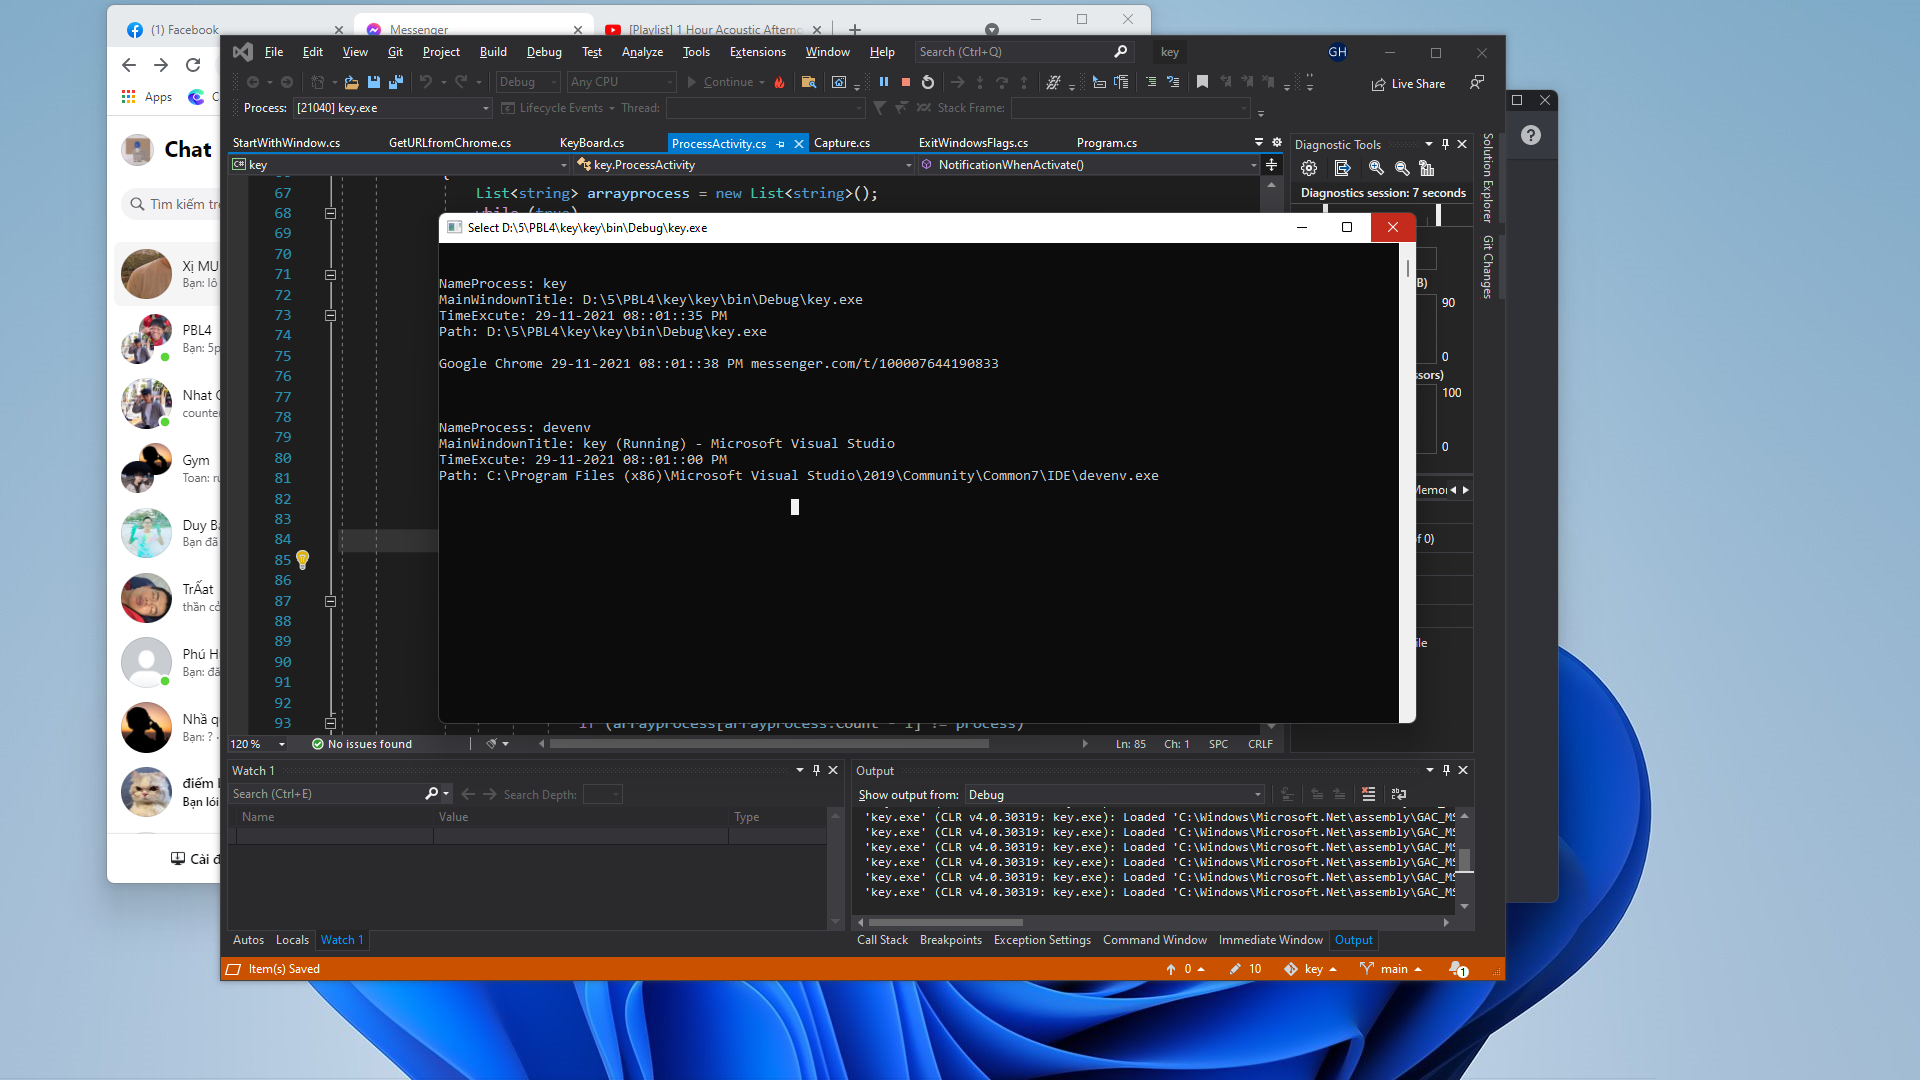 (1) Facebook
Messenger
[Playlist] 1 Hour Acoustic Afterno
Apps
Chat
Tìm kiếm tr
Xị MU
Bạn: lô
PBL4
Bạn: 5p
Nhat
counter
Gym
Toan: ru
Duy B
Bạn đã
TrẤat
thằn cổ
Phú H
Bạn: đă
Nhà q
Bạn: ? ·
điếm
Bạn lói
Cài đ
File Edit View Git Project Build Debug Test Analyze Tools Extensions Window Help Search (Ctrl+Q) key GH
Debug Any CPU Continue Live Share
Process: [21040] key.exe Lifecycle Events Thread: Stack Frame:
StartWithWindow.cs GetURLfromChrome.cs KeyBoard.cs ProcessActivity.cs Capture.cs ExitWindowsFlags.cs Program.cs
C# key key.ProcessActivity NotificationWhenActivate()
67 List<string> arrayprocess = new List<string>();
68 while (true)
69
70
71
72
73
74
75
76
77
78
79
80
81
82
83
84
85
86
87
88
89
90
91
92
93 if (arrayprocess[arrayprocess.Count - 1] != process)
Select D:\5\PBL4\key\key\bin\Debug\key.exe
NameProcess: key
MainWindownTitle: D:\5\PBL4\key\key\bin\Debug\key.exe
TimeExcute: 29-11-2021 08::01::35 PM
Path: D:\5\PBL4\key\key\bin\Debug\key.exe
Google Chrome 29-11-2021 08::01::38 PM messenger.com/t/100007644190833
NameProcess: devenv
MainWindownTitle: key (Running) - Microsoft Visual Studio
TimeExcute: 29-11-2021 08::01::00 PM
Path: C:\Program Files (x86)\Microsoft Visual Studio\2019\Community\Common7\IDE\devenv.exe
Diagnostic Tools
Diagnostics session: 7 seconds
B)
90
0
ssors)
100
0
Memor
f 0)
ile
Solution Explorer
Git Changes
120 % No issues found Ln: 85 Ch: 1 SPC CRLF
Watch 1
Search (Ctrl+E) Search Depth:
Name Value Type
Autos Locals Watch 1
Output
Show output from: Debug
'key.exe' (CLR v4.0.30319: key.exe): Loaded 'C:\Windows\Microsoft.Net\assembly\GAC_MS
'key.exe' (CLR v4.0.30319: key.exe): Loaded 'C:\Windows\Microsoft.Net\assembly\GAC_MS
'key.exe' (CLR v4.0.30319: key.exe): Loaded 'C:\Windows\Microsoft.Net\assembly\GAC_MS
'key.exe' (CLR v4.0.30319: key.exe): Loaded 'C:\Windows\Microsoft.Net\assembly\GAC_MS
'key.exe' (CLR v4.0.30319: key.exe): Loaded 'C:\Windows\Microsoft.Net\assembly\GAC_MS
'key.exe' (CLR v4.0.30319: key.exe): Loaded 'C:\Windows\Microsoft.Net\assembly\GAC_MS
Call Stack Breakpoints Exception Settings Command Window Immediate Window Output
Item(s) Saved 0 10 key main 1